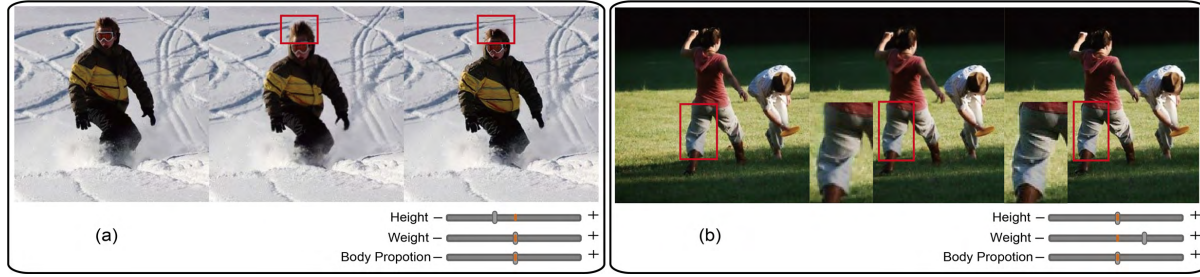 (a)
Height – +
Weight – +
Body Propotion – +
(b)
Height – +
Weight – +
Body Propotion – +